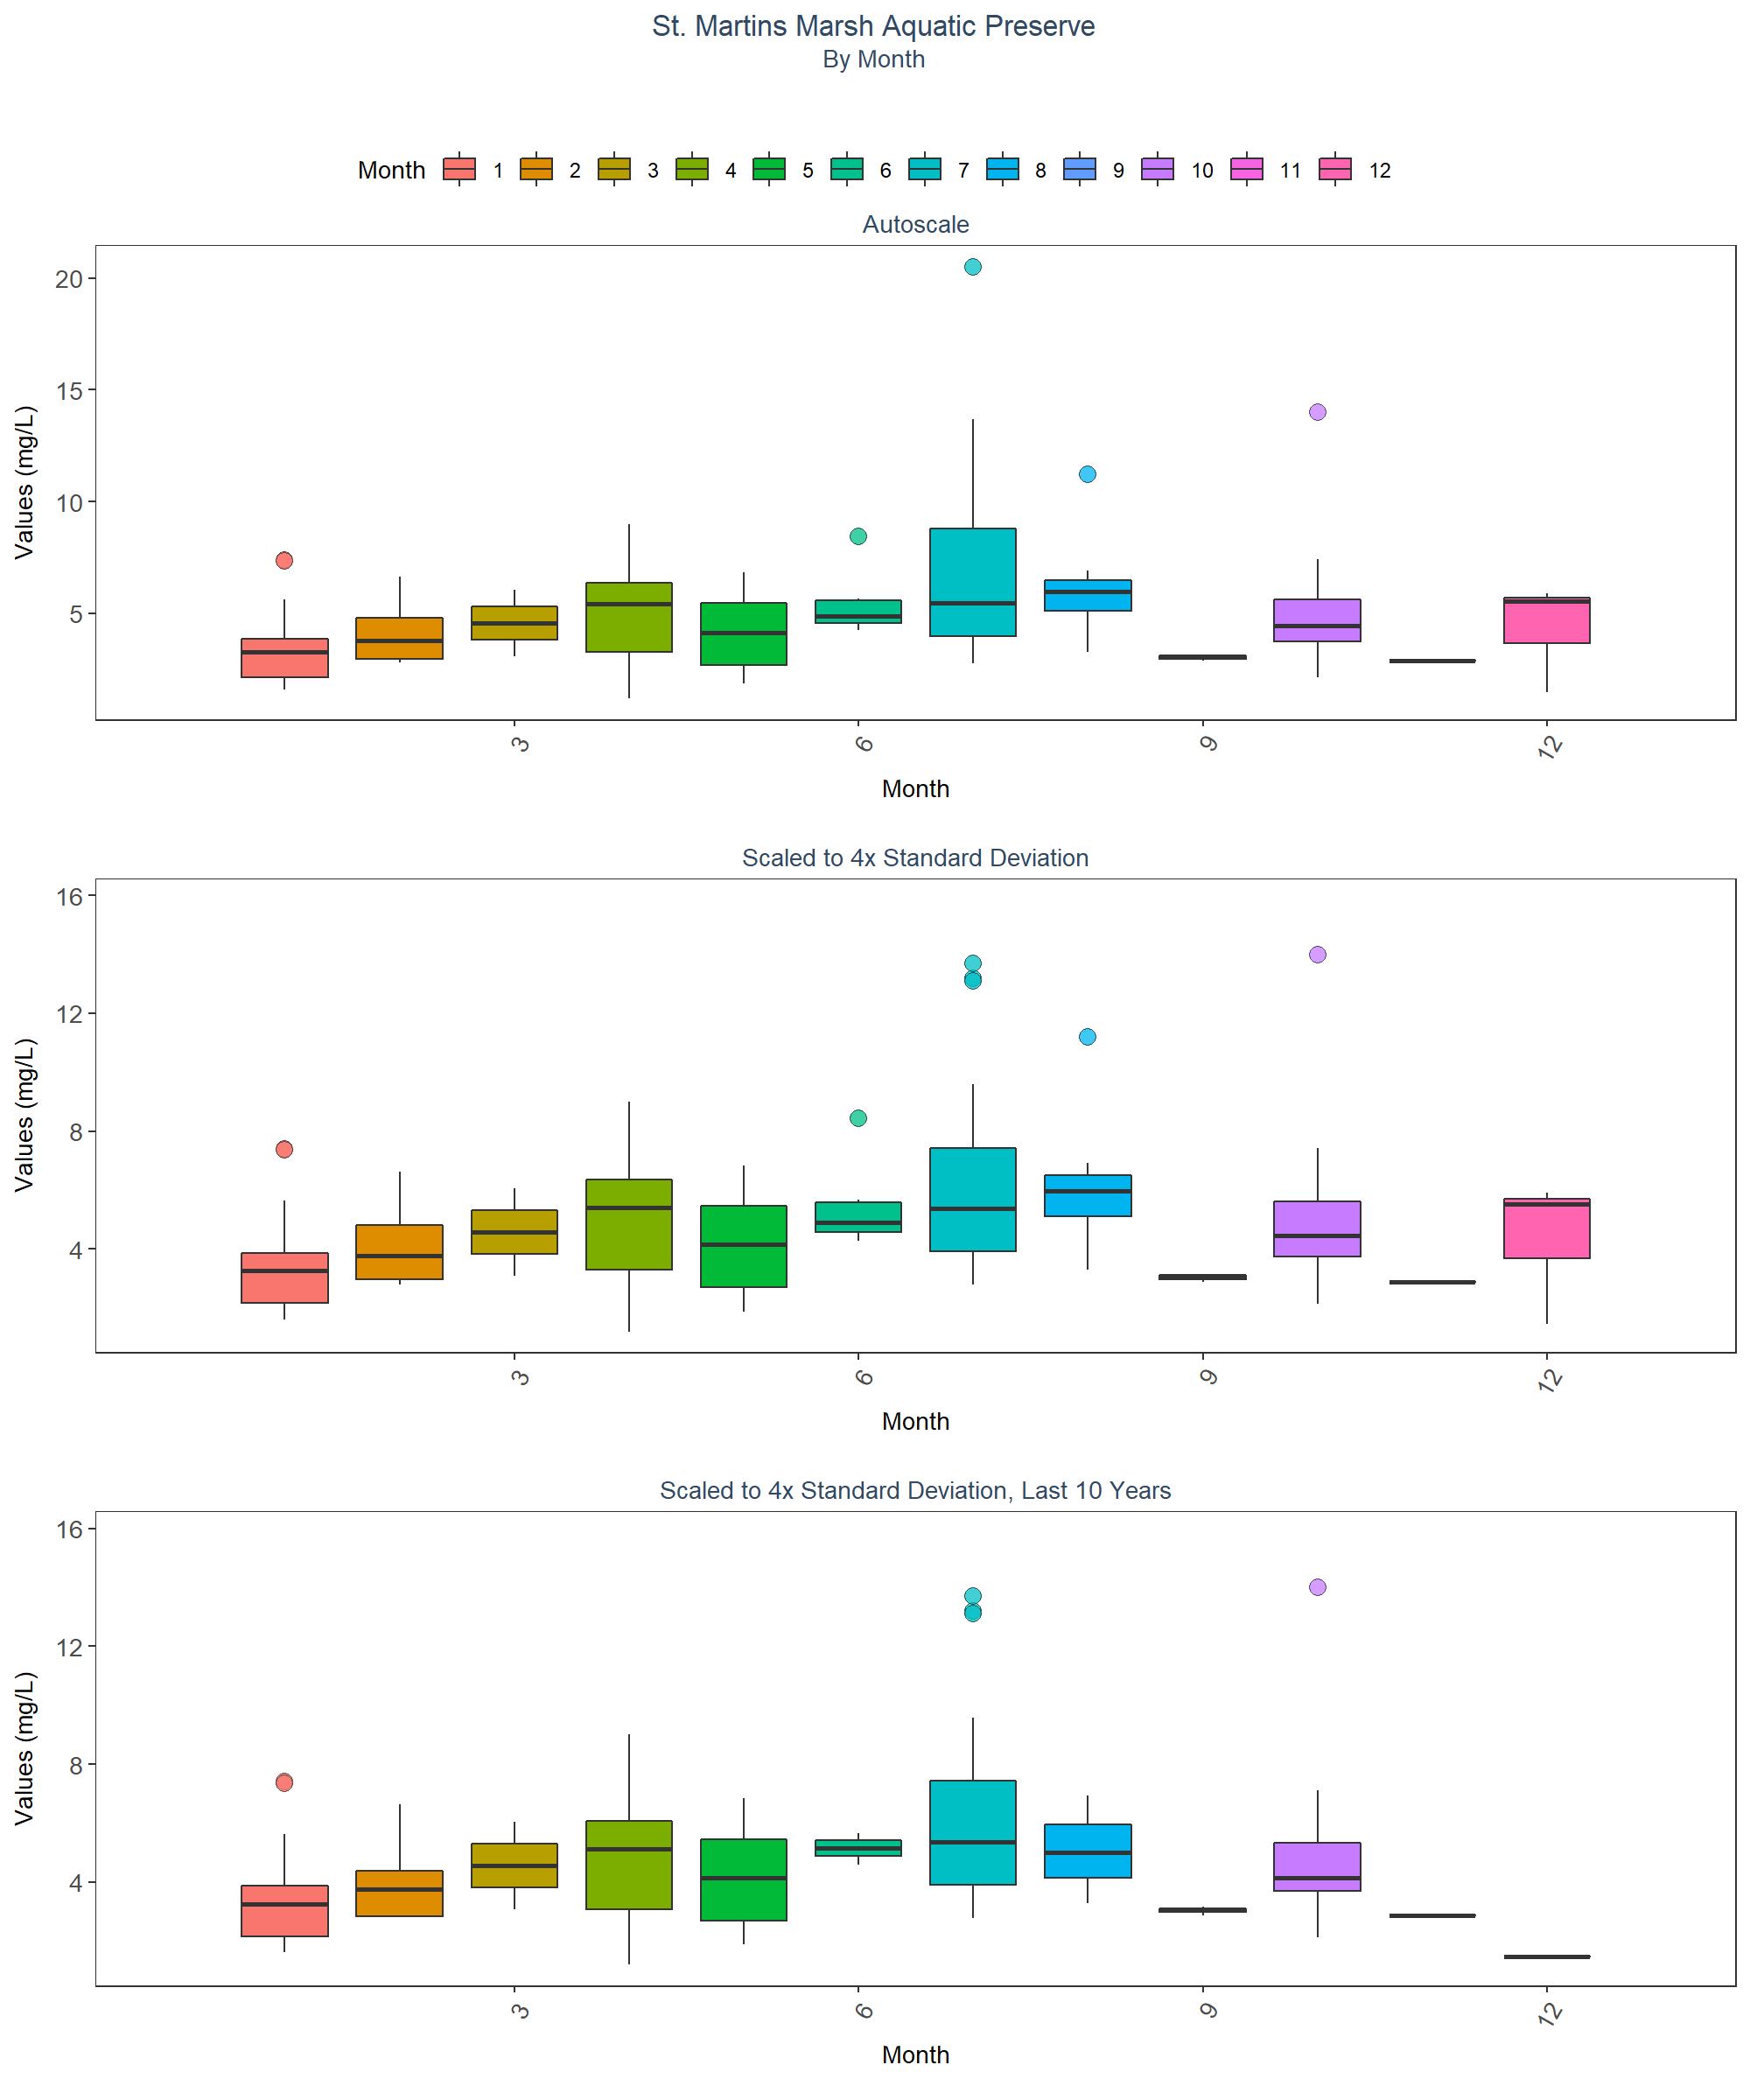 St. Martins Marsh Aquatic Preserve
By Month
Month 1 2 3 4 5 6 7 8 9 10 11 12
Autoscale
Values (mg/L)
20
15
10
5
3 6 9 12
Month
Scaled to 4x Standard Deviation
Values (mg/L)
16
12
8
4
3 6 9 12
Month
Scaled to 4x Standard Deviation, Last 10 Years
Values (mg/L)
16
12
8
4
3 6 9 12
Month